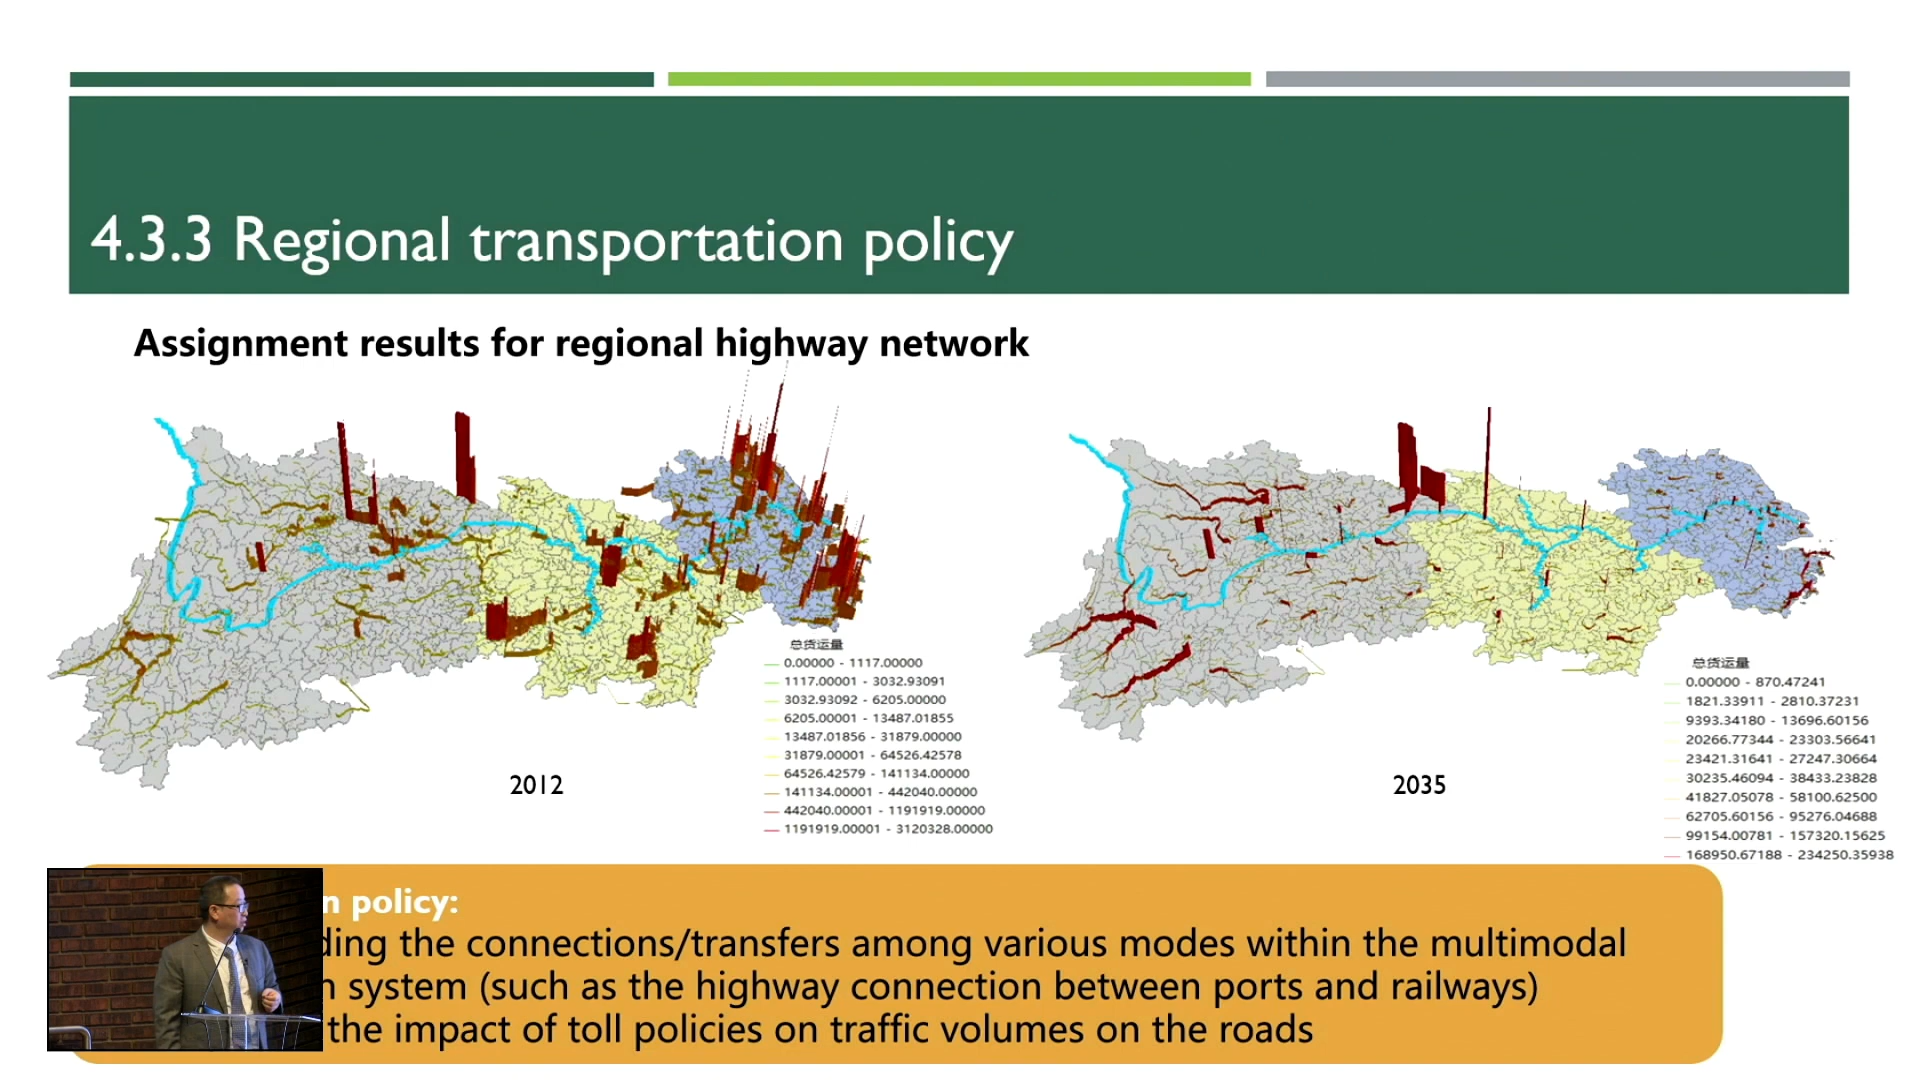 4.3.3 Regional transportation policy
Assignment results for regional highway network
总货运量
0.00000 - 1117.00000
1117.00001 - 3032.93091
3032.93092 - 6205.00000
6205.00001 - 13487.01855
13487.01856 - 31879.00000
31879.00001 - 64526.42578
64526.42579 - 141134.00000
141134.00001 - 442040.00000
442040.00001 - 1191919.00000
1191919.00001 - 3120328.00000
2012
总货运量
0.00000 - 870.47241
1821.33911 - 2810.37231
9393.34180 - 13696.60156
20266.77344 - 23303.56641
23421.31641 - 27247.30664
30235.46094 - 38433.23828
41827.05078 - 58100.62500
62705.60156 - 95276.04688
99154.00781 - 157320.15625
168950.67188 - 234250.35938
2035
n policy:
ding the connections/transfers among various modes within the multimodal
n system (such as the highway connection between ports and railways)
the impact of toll policies on traffic volumes on the roads